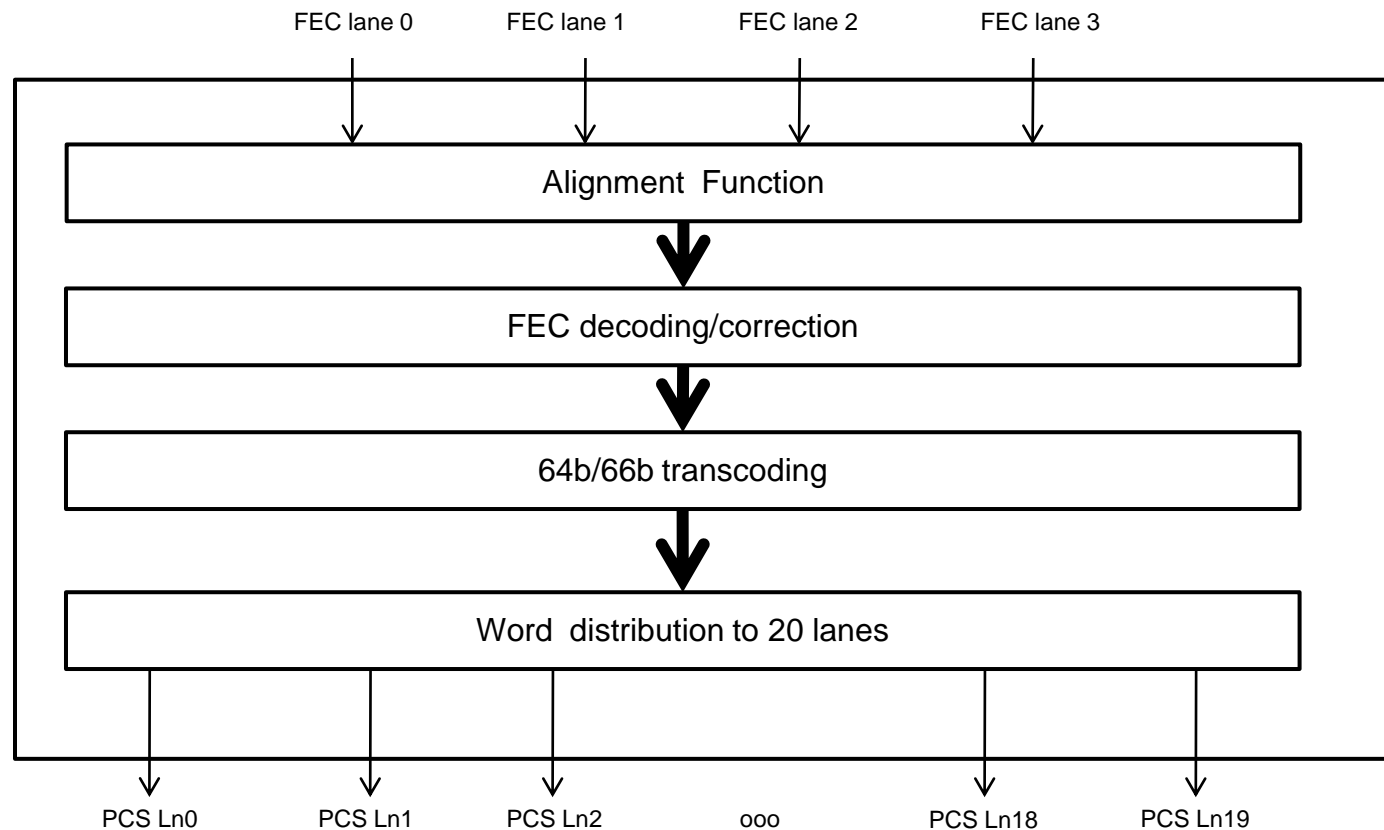 FEC lane 0 FEC lane 1 FEC lane 2 FEC lane 3
Alignment Function
FEC decoding/correction
64b/66b transcoding
Word distribution to 20 lanes
PCS Ln0 PCS Ln1 PCS Ln2 ooo PCS Ln18 PCS Ln19